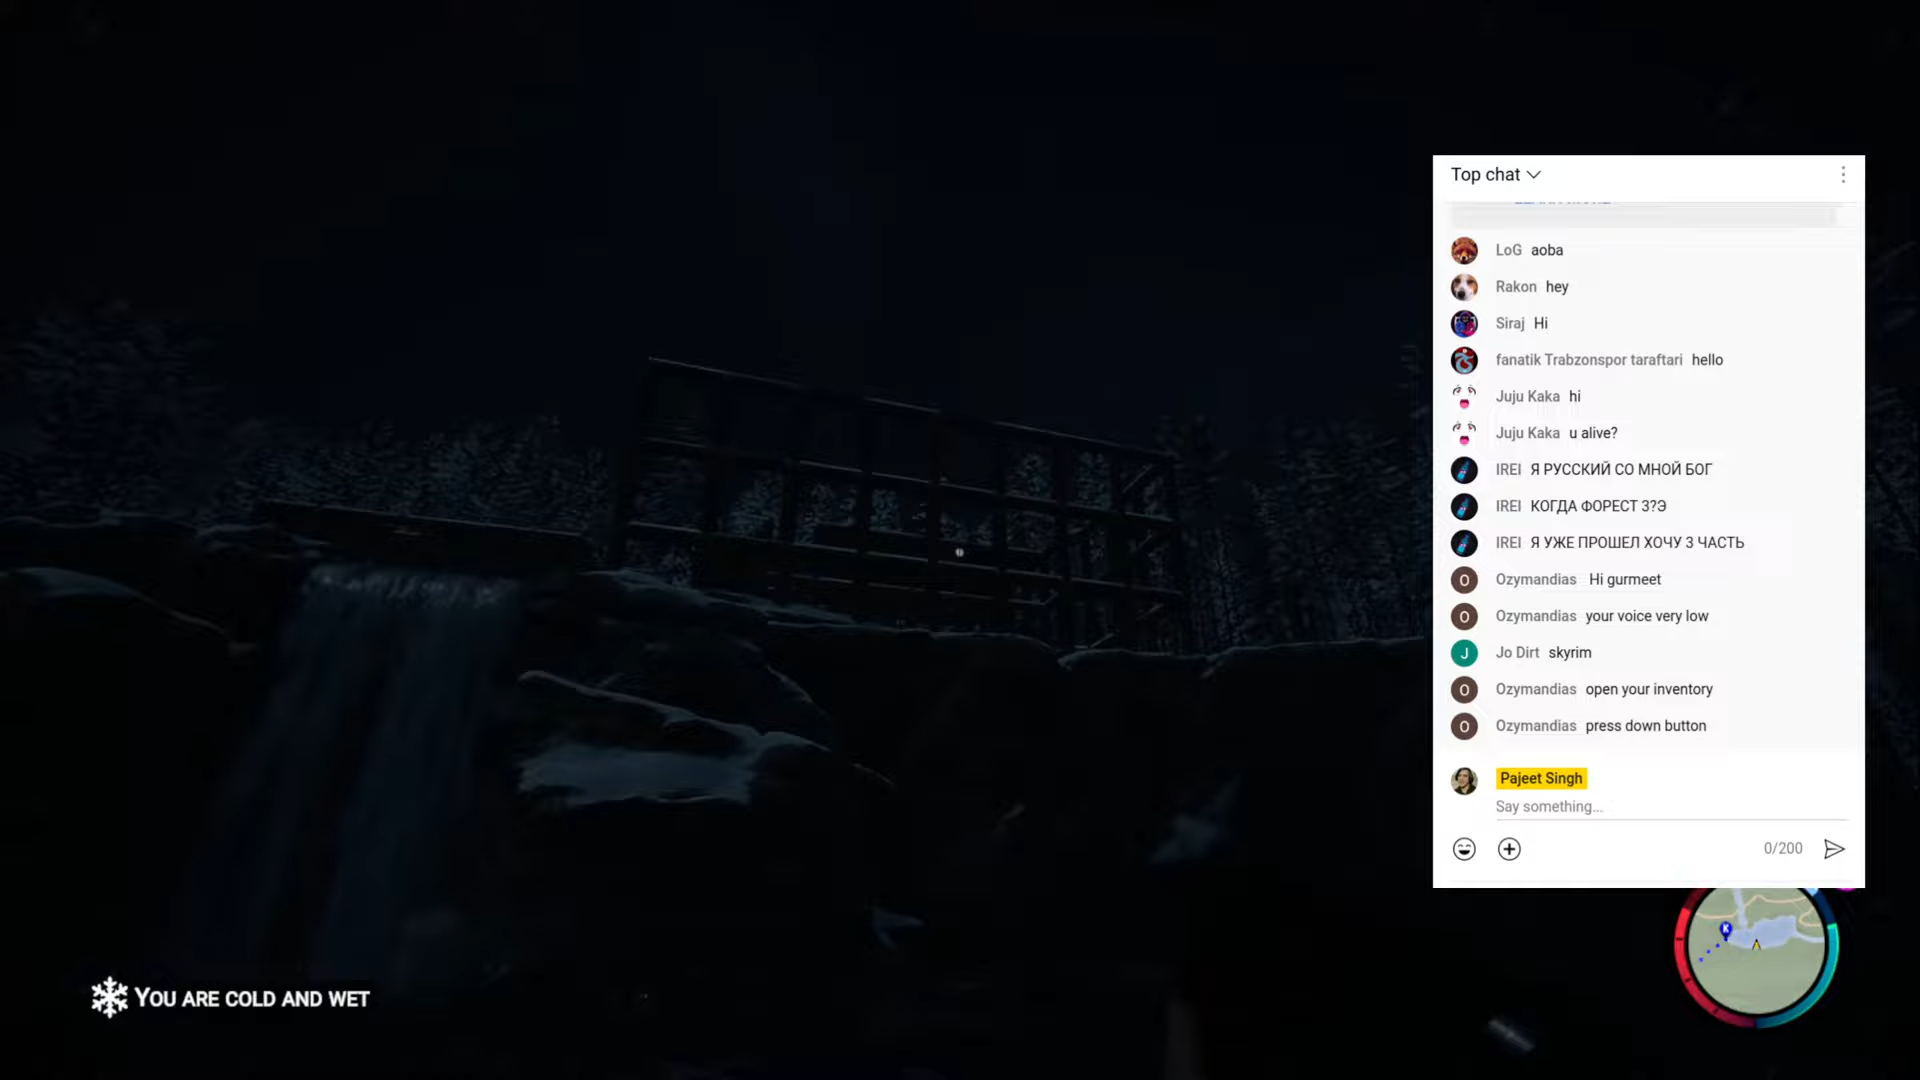 Top chat
LoG aoba
Rakon hey
Siraj Hi
fanatik Trabzonspor taraftari hello
Juju Kaka hi
Juju Kaka u alive?
IREI Я РУССКИЙ СО МНОЙ БОГ
IREI КОГДА ФОРЕСТ 3?Э
IREI Я УЖЕ ПРОШЕЛ ХОЧУ 3 ЧАСТЬ
O Ozymandias Hi gurmeet
O Ozymandias your voice very low
J Jo Dirt skyrim
O Ozymandias open your inventory
O Ozymandias press down button
Pajeet Singh
Say something...
0/200
K
YOU ARE COLD AND WET